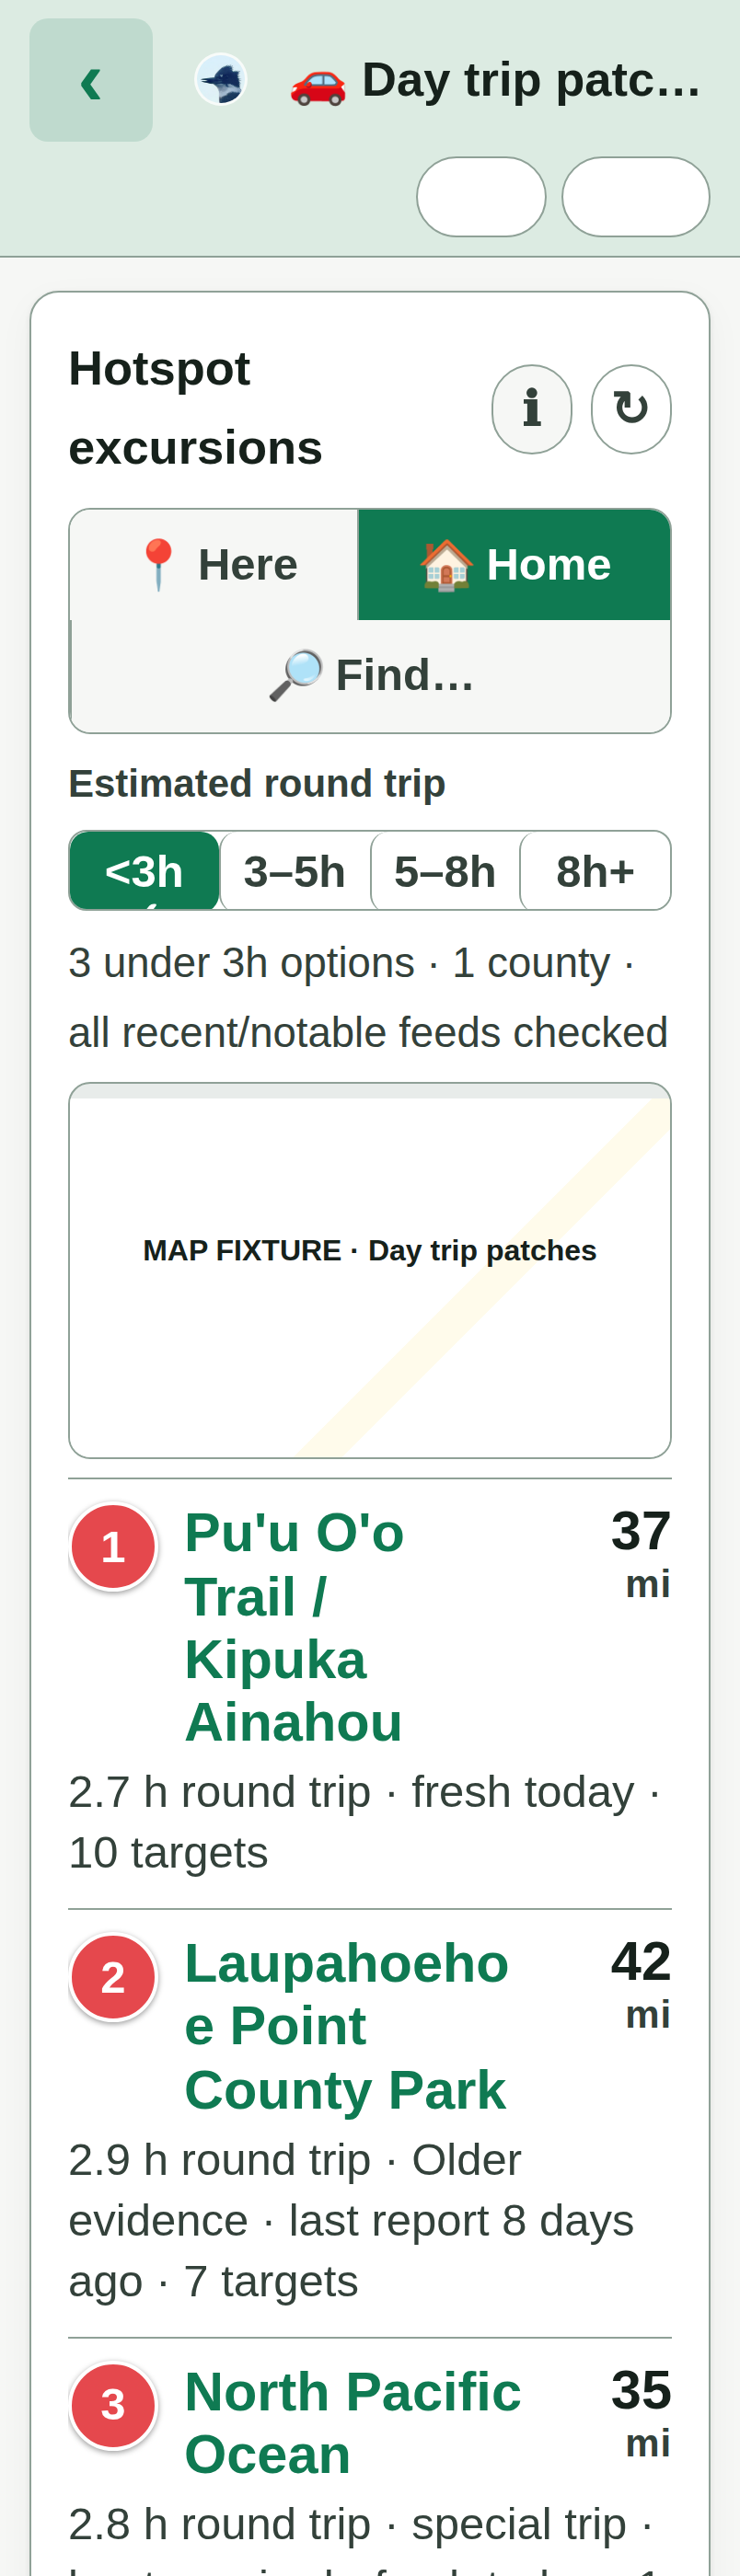 ‹ 🚗 Day trip patc…
Hotspot
excursions
ℹ ↻
📍 Here
🏠 Home
🔎 Find…
Estimated round trip
<3h 3–5h 5–8h 8h+
3 under 3h options · 1 county ·
all recent/notable feeds checked
MAP FIXTURE · Day trip patches
1
Pu'u O'o
Trail /
Kipuka
Ainahou
37
mi
2.7 h round trip · fresh today ·
10 targets
2
Laupahoeho
e Point
County Park
42
mi
2.9 h round trip · Older
evidence · last report 8 days
ago · 7 targets
3
North Pacific
Ocean
35
mi
2.8 h round trip · special trip ·